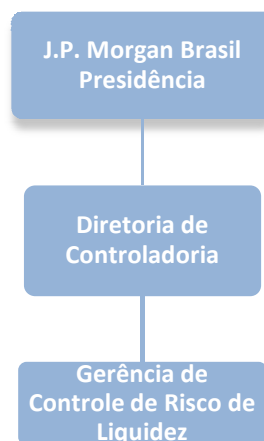 J.P. Morgan Brasil
Presidência
Diretoria de
Controladoria
Gerência de
Controle de Risco de
Liquidez